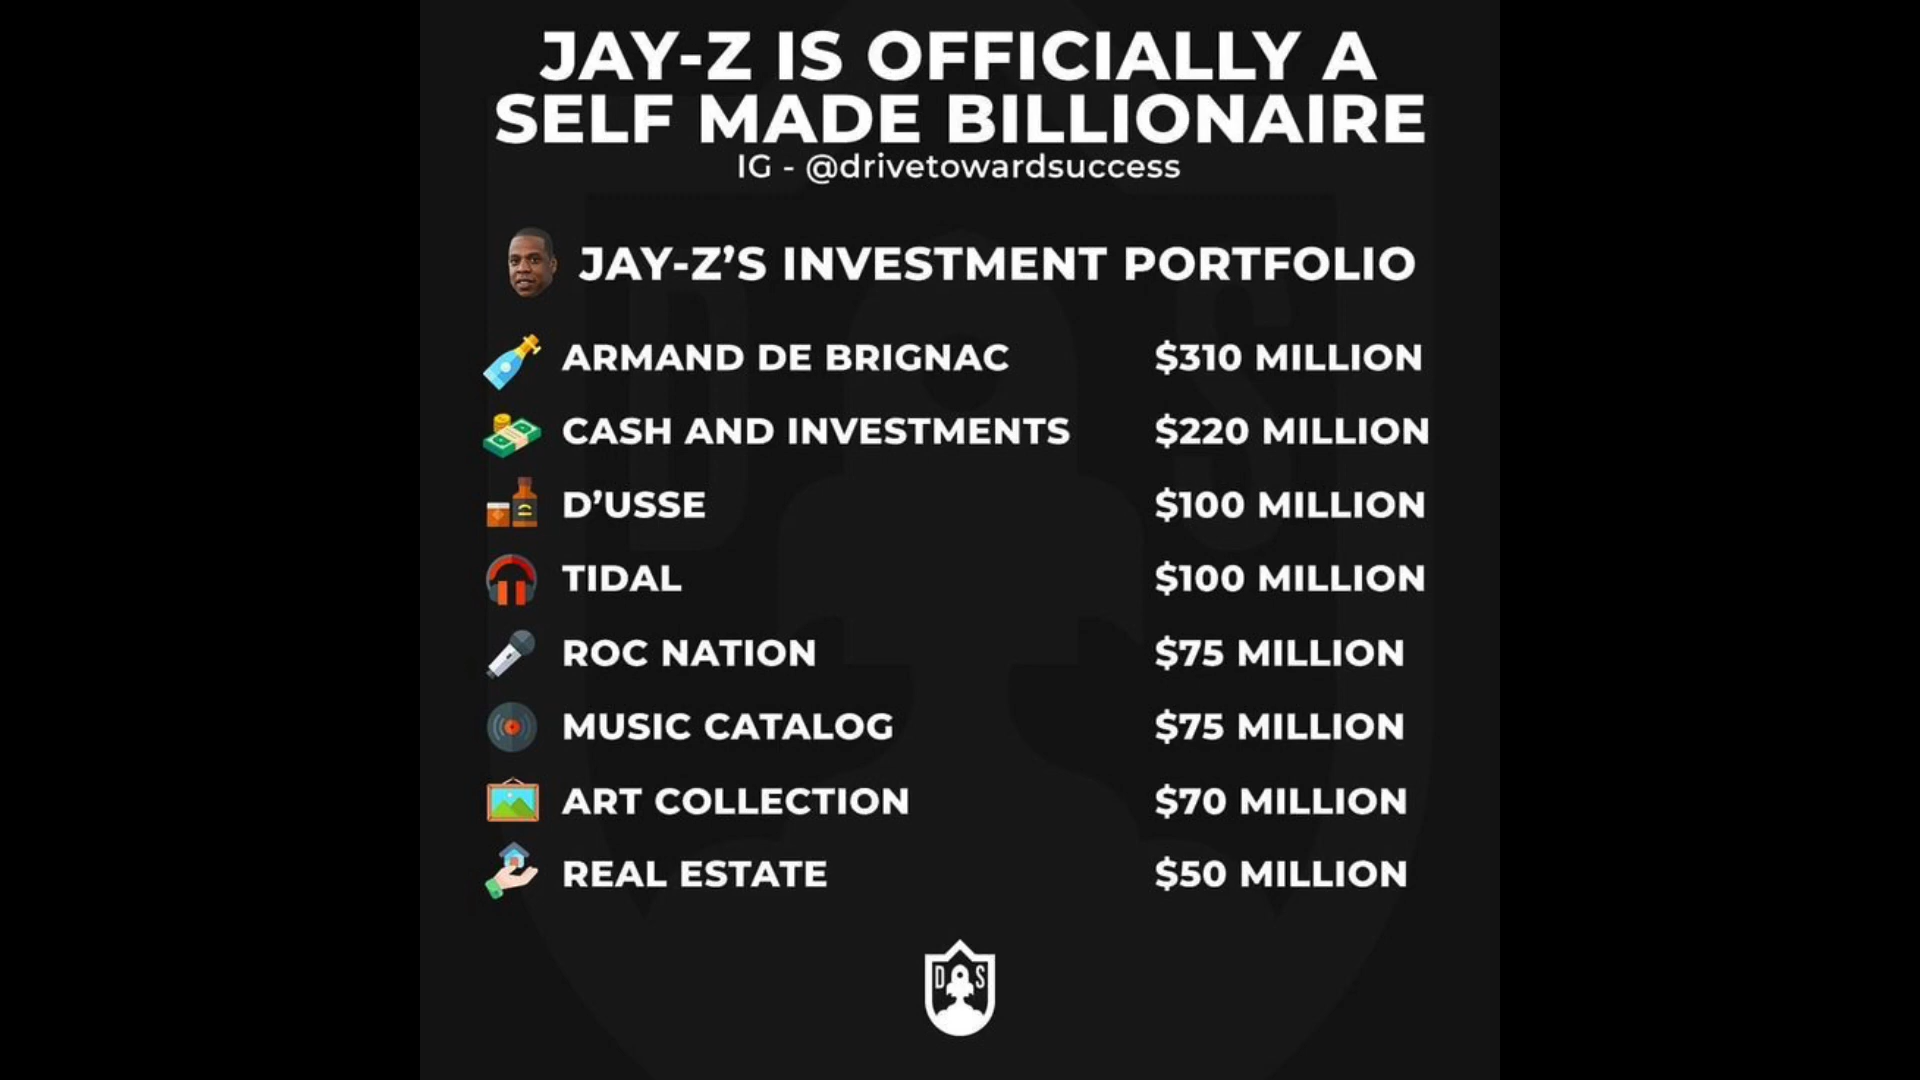 JAY-Z IS OFFICIALLY A
SELF MADE BILLIONAIRE
IG - @drivetowardsuccess
JAY-Z’S INVESTMENT PORTFOLIO
ARMAND DE BRIGNAC $310 MILLION
CASH AND INVESTMENTS $220 MILLION
D’USSE $100 MILLION
TIDAL $100 MILLION
ROC NATION $75 MILLION
MUSIC CATALOG $75 MILLION
ART COLLECTION $70 MILLION
REAL ESTATE $50 MILLION
D S